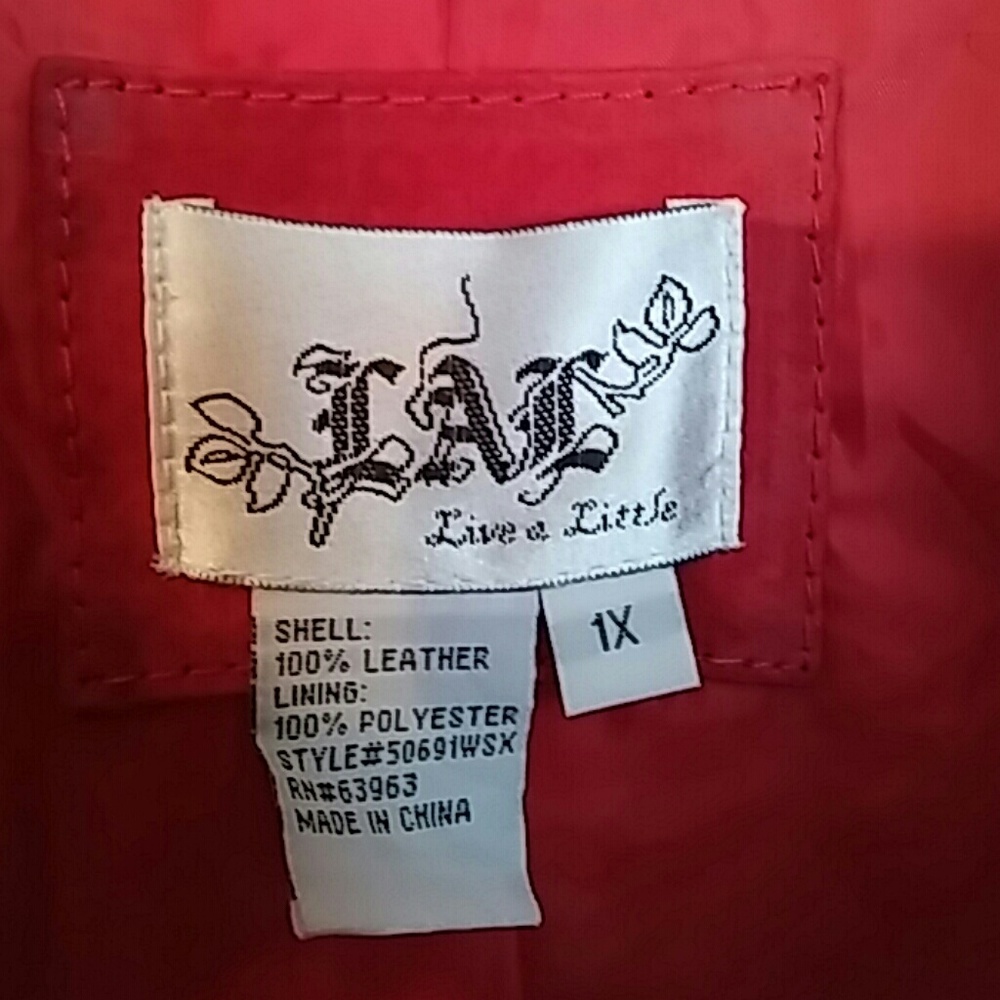 LAL
Live a Little
1X
SHELL:
100% LEATHER
LINING:
100% POLYESTER
STYLE#50691WSX
RN#63963
MADE IN CHINA